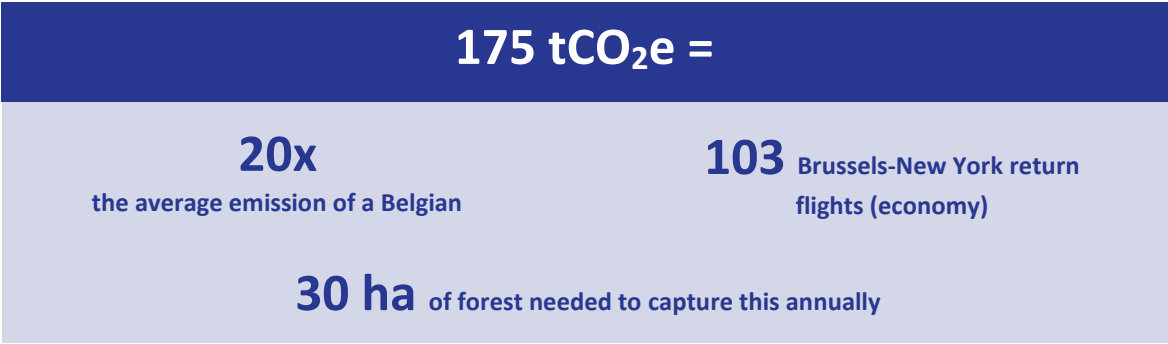 175 tCO₂e =
20x
the average emission of a Belgian
103 Brussels-New York return
flights (economy)
30 ha of forest needed to capture this annually